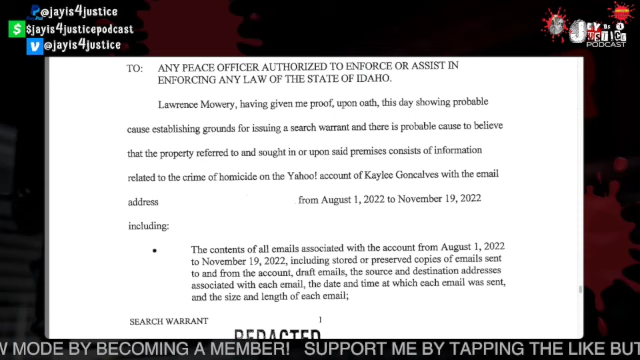 @jayis4justice
$jayis4justicepodcast
@jayis4justice
JAY IS 4
JUSTICE
PODCAST
TO: ANY PEACE OFFICER AUTHORIZED TO ENFORCE OR ASSIST IN
ENFORCING ANY LAW OF THE STATE OF IDAHO.
Lawrence Mowery, having given me proof, upon oath, this day showing probable
cause establishing grounds for issuing a search warrant and there is probable cause to believe
that the property referred to and sought in or upon said premises consists of information
related to the crime of homicide on the Yahoo! account of Kaylee Goncalves with the email
address from August 1, 2022 to November 19, 2022
including:
• The contents of all emails associated with the account from August 1, 2022
to November 19, 2022, including stored or preserved copies of emails sent
to and from the account, draft emails, the source and destination addresses
associated with each email, the date and time at which each email was sent,
and the size and length of each email;
SEARCH WARRANT 1
REDACTED
W MODE BY BECOMING A MEMBER! SUPPORT ME BY TAPPING THE LIKE BUT